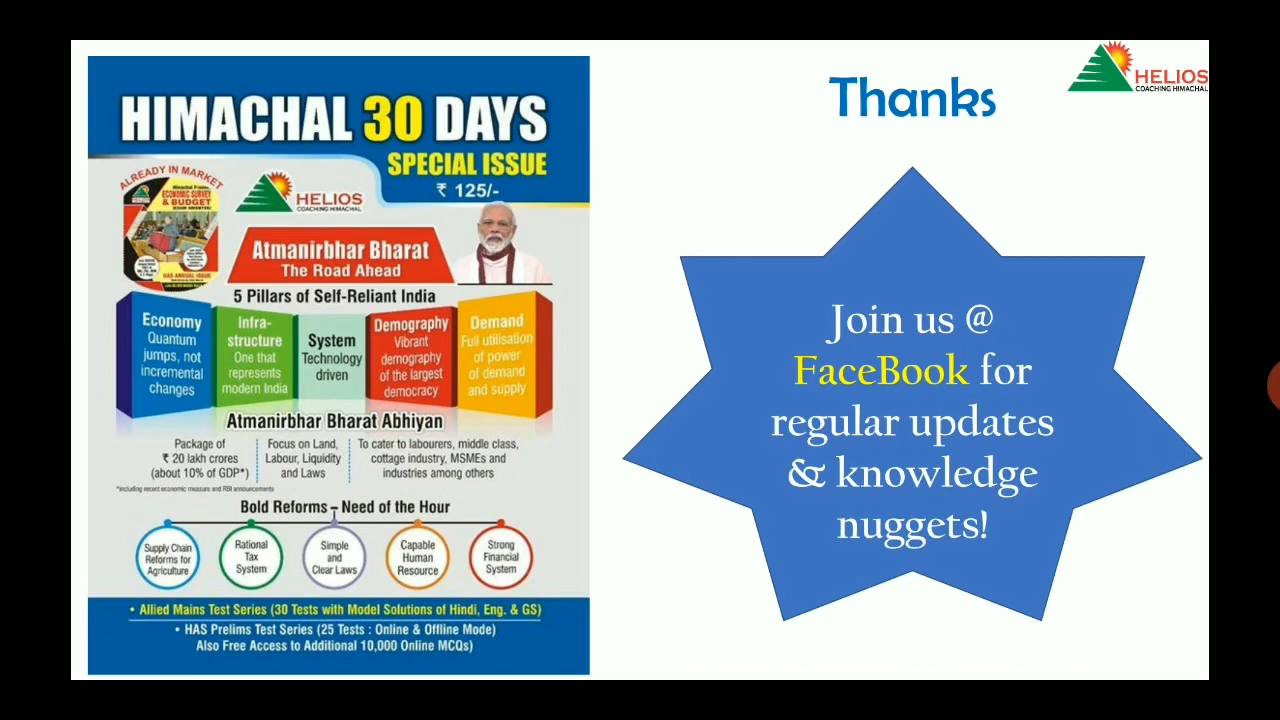 HIMACHAL 30 DAYS
SPECIAL ISSUE
₹ 125/-
ALREADY IN MARKET
ECONOMIC SURVEY
& BUDGET
HAS ANNUAL ISSUE
HELIOS
COACHING HIMACHAL
Atmanirbhar Bharat
The Road Ahead
5 Pillars of Self-Reliant India
Economy
Quantum
jumps, not
incremental
changes
Infra-
structure
One that
represents
modern India
System
Technology
driven
Demography
Vibrant
demography
of the largest
democracy
Demand
Full utilisation
of power
of demand
and supply
Atmanirbhar Bharat Abhiyan
Package of
₹ 20 lakh crores
(about 10% of GDP*)
Focus on Land,
Labour, Liquidity
and Laws
To cater to labourers, middle class,
cottage industry, MSMEs and
industries among others
*including recent economic measure and RBI announcements
Bold Reforms – Need of the Hour
Supply Chain
Reforms for
Agriculture
Rational
Tax
System
Simple
and
Clear Laws
Capable
Human
Resource
Strong
Financial
System
• Allied Mains Test Series (30 Tests with Model Solutions of Hindi, Eng. & GS)
• HAS Prelims Test Series (25 Tests : Online & Offline Mode)
Also Free Access to Additional 10,000 Online MCQs)
Thanks
HELIOS
COACHING HIMACHAL
Join us @
FaceBook for
regular updates
& knowledge
nuggets!